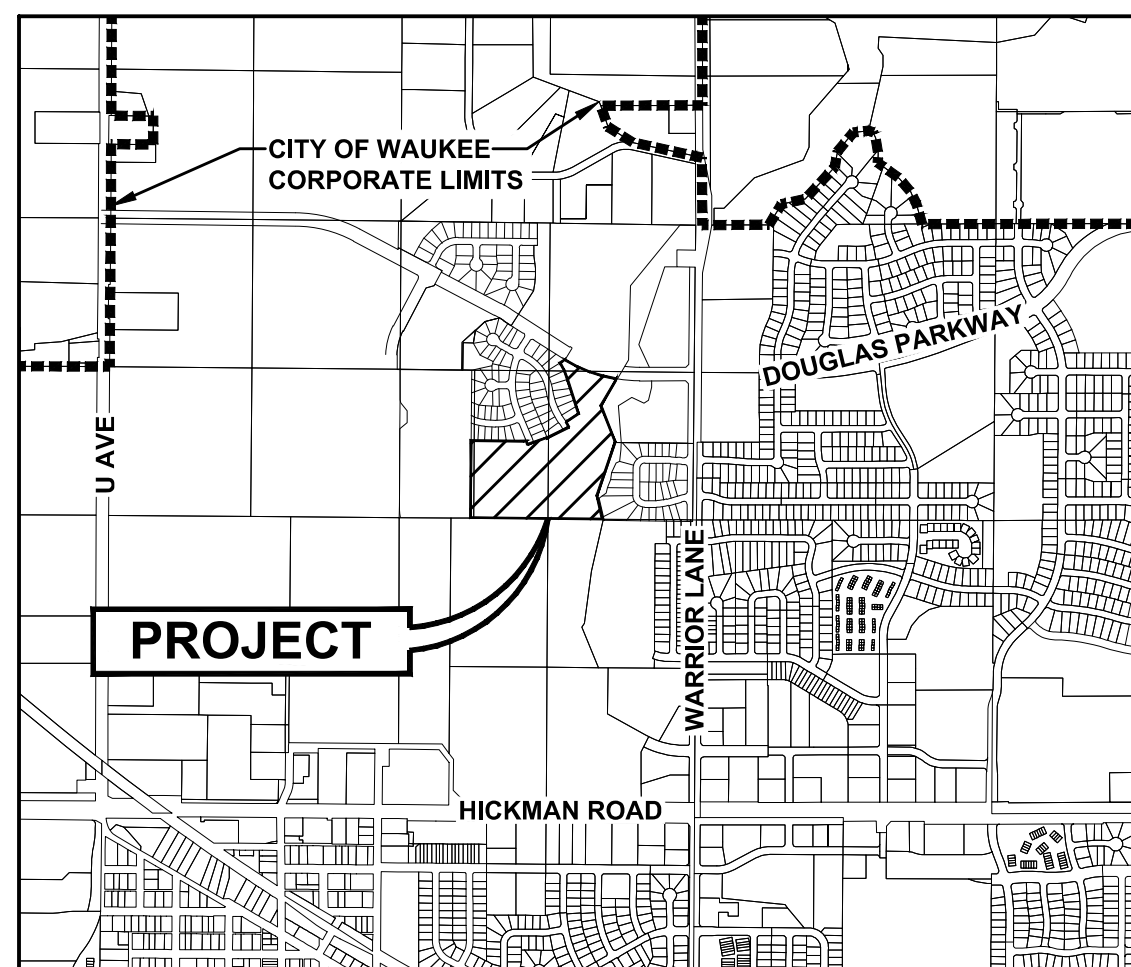 CITY OF WAUKEE
CORPORATE LIMITS
DOUGLAS PARKWAY
U AVE
WARRIOR LANE
PROJECT
HICKMAN ROAD